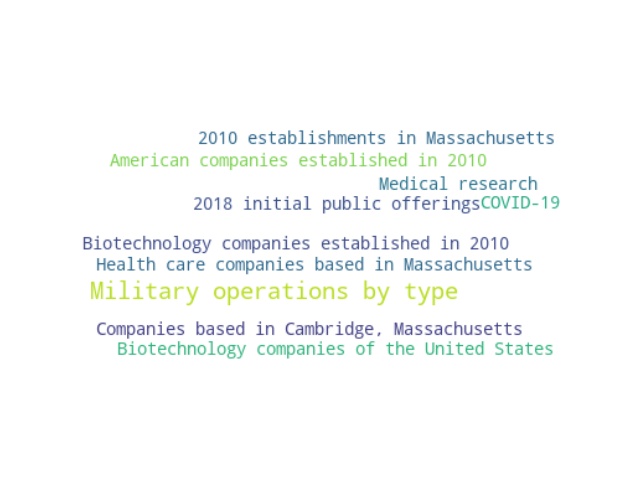 2010 establishments in Massachusetts
American companies established in 2010
Medical research
2018 initial public offerings COVID-19
Biotechnology companies established in 2010
Health care companies based in Massachusetts
Military operations by type
Companies based in Cambridge, Massachusetts
Biotechnology companies of the United States